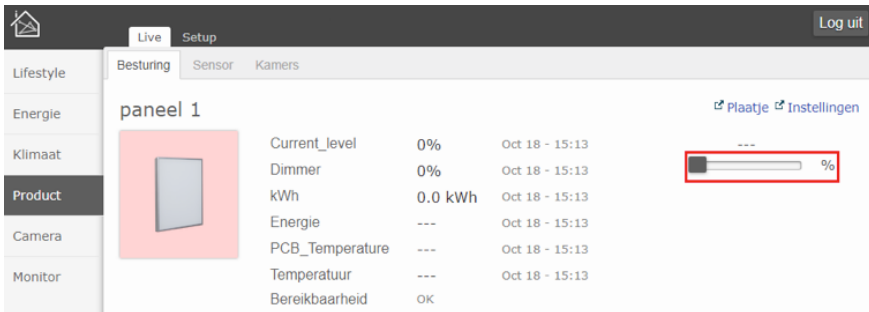 Log uit
Live Setup
Lifestyle
Energie
Klimaat
Product
Camera
Monitor
Besturing Sensor Kamers
paneel 1
Plaatje Instellingen
Current_level 0% Oct 18 - 15:13 ---
Dimmer 0% Oct 18 - 15:13 %
kWh 0.0 kWh Oct 18 - 15:13
Energie --- Oct 18 - 15:13
PCB_Temperature --- Oct 18 - 15:13
Temperatuur --- Oct 18 - 15:13
Bereikbaarheid OK